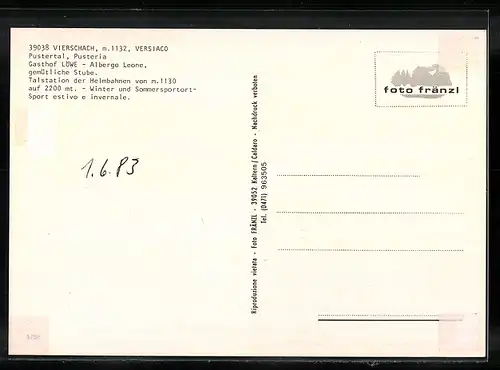 39038 VIERSCHACH, m.1132, VERSIACO
Pustertal, Pusteria
Gasthof LÖWE - Albergo Leone,
gemütliche Stube.
Talstation der Helmbahnen von m.1130
auf 2200 mt. - Winter und Sommersportort-
Sport estivo e invernale.
1.6.83
Riproduzione vietata - Foto FRÄNZL - 39052 Kaltern/Caldaro - Nachdruck verboten
Tel. (0471) 963505
foto fränzl